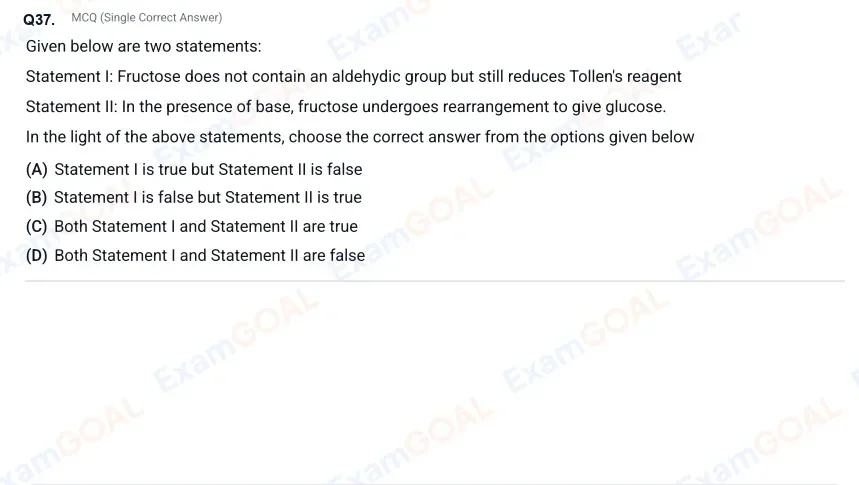 Q37. MCQ (Single Correct Answer)
Given below are two statements:
Statement I: Fructose does not contain an aldehydic group but still reduces Tollen's reagent
Statement II: In the presence of base, fructose undergoes rearrangement to give glucose.
In the light of the above statements, choose the correct answer from the options given below
(A) Statement I is true but Statement II is false
(B) Statement I is false but Statement II is true
(C) Both Statement I and Statement II are true
(D) Both Statement I and Statement II are false
ExamGOAL